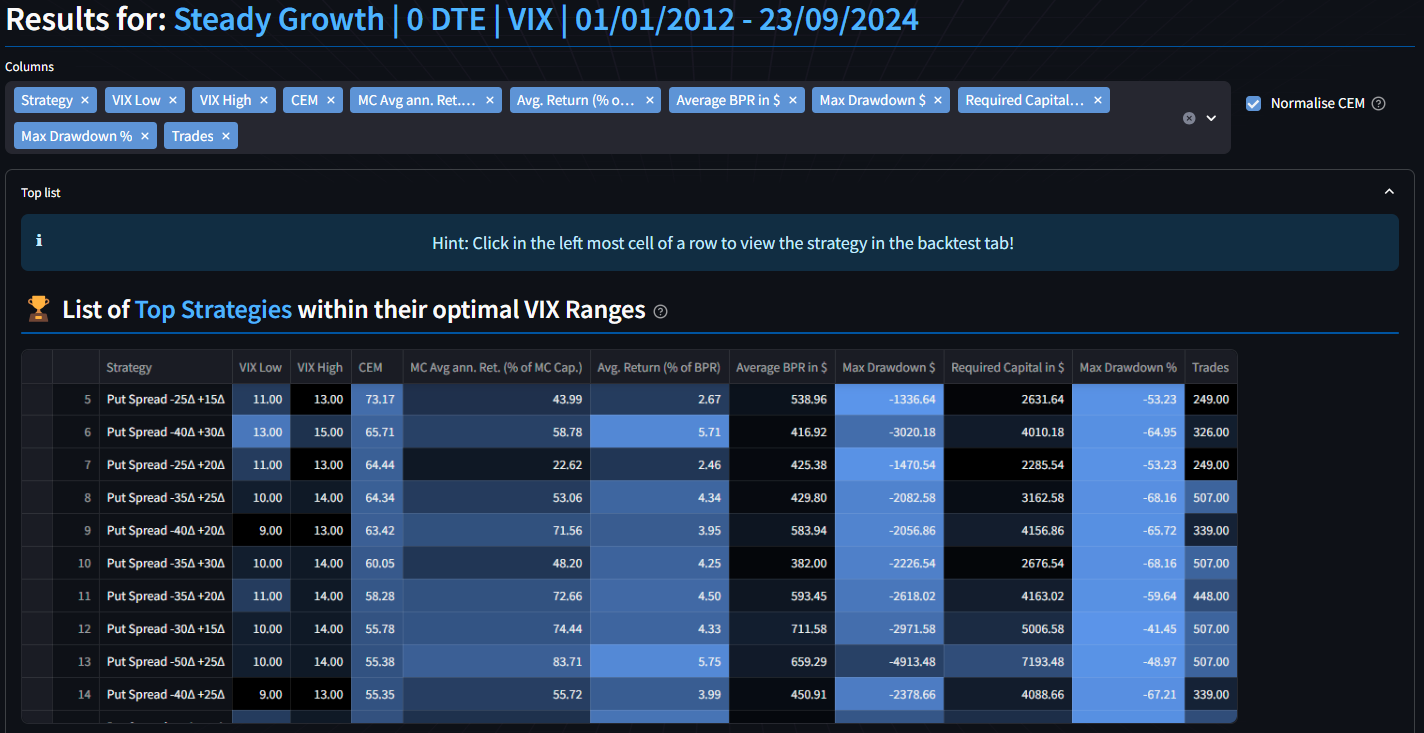 Results for: Steady Growth | 0 DTE | VIX | 01/01/2012 - 23/09/2024
Columns
Strategy × VIX Low × VIX High × CEM × MC Avg ann. Ret.… × Avg. Return (% o… × Average BPR in $ × Max Drawdown $ × Required Capital… ×
Max Drawdown % × Trades ×
Normalise CEM
Top list
Hint: Click in the left most cell of a row to view the strategy in the backtest tab!
List of Top Strategies within their optimal VIX Ranges
Strategy VIX Low VIX High CEM MC Avg ann. Ret. (% of MC Cap.) Avg. Return (% of BPR) Average BPR in $ Max Drawdown $ Required Capital in $ Max Drawdown % Trades
5 Put Spread -25Δ +15Δ 11.00 13.00 73.17 43.99 2.67 538.96 -1336.64 2631.64 -53.23 249.00
6 Put Spread -40Δ +30Δ 13.00 15.00 65.71 58.78 5.71 416.92 -3020.18 4010.18 -64.95 326.00
7 Put Spread -25Δ +20Δ 11.00 13.00 64.44 22.62 2.46 425.38 -1470.54 2285.54 -53.23 249.00
8 Put Spread -35Δ +25Δ 10.00 14.00 64.34 53.06 4.34 429.80 -2082.58 3162.58 -68.16 507.00
9 Put Spread -40Δ +20Δ 9.00 13.00 63.42 71.56 3.95 583.94 -2056.86 4156.86 -65.72 339.00
10 Put Spread -35Δ +30Δ 10.00 14.00 60.05 48.20 4.25 382.00 -2226.54 2676.54 -68.16 507.00
11 Put Spread -35Δ +20Δ 11.00 14.00 58.28 72.66 4.50 593.45 -2618.02 4163.02 -59.64 448.00
12 Put Spread -30Δ +15Δ 10.00 14.00 55.78 74.44 4.33 711.58 -2971.58 5006.58 -41.45 507.00
13 Put Spread -50Δ +25Δ 10.00 14.00 55.38 83.71 5.75 659.29 -4913.48 7193.48 -48.97 507.00
14 Put Spread -40Δ +25Δ 9.00 13.00 55.35 55.72 3.99 450.91 -2378.66 4088.66 -67.21 339.00